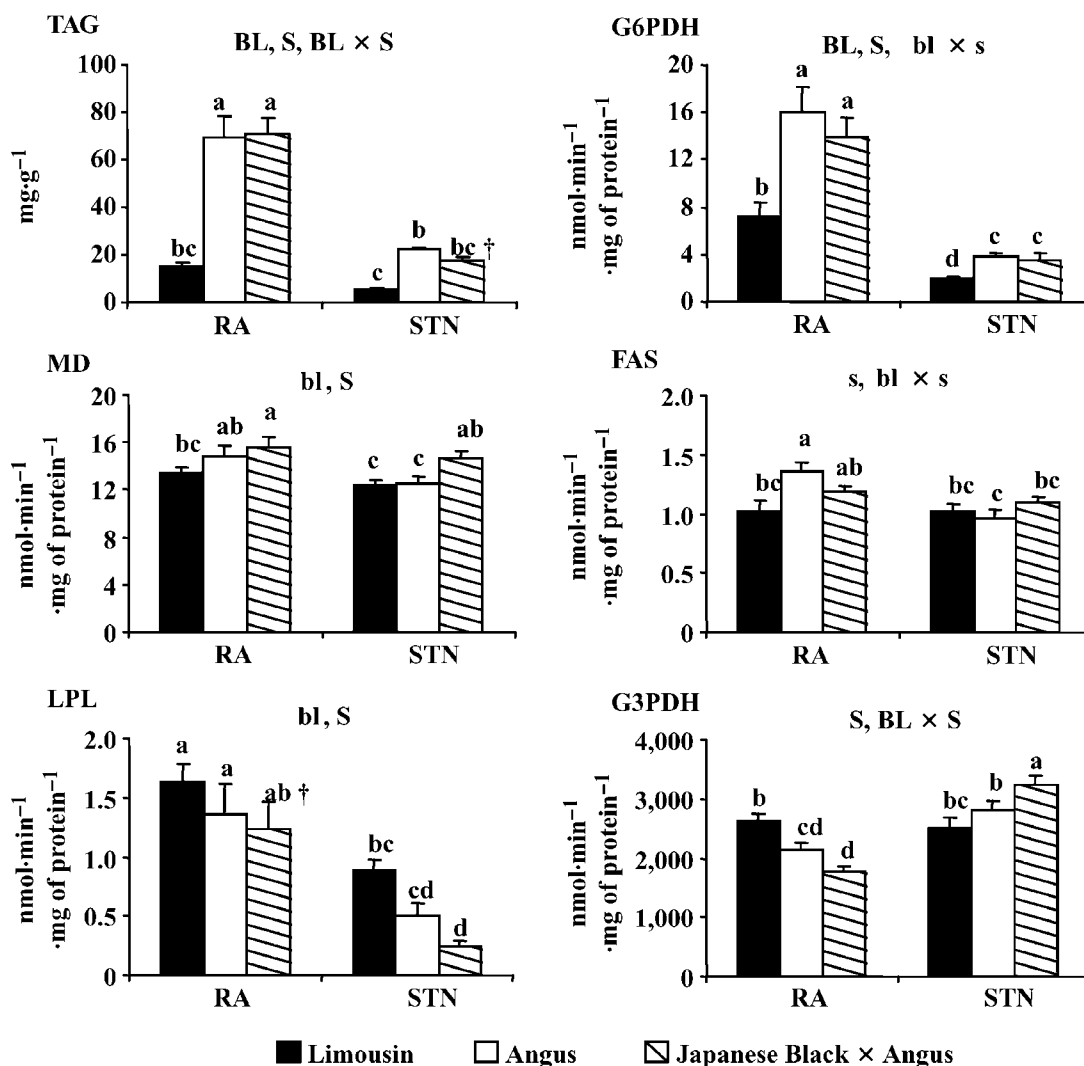 TAG
BL, S, BL × S
mg·g⁻¹
100
80
60
40
20
0
bc
a
a
c
b
bc †
RA
STN
G6PDH
BL, S, bl × s
nmol·min⁻¹
·mg of protein⁻¹
20
16
12
8
4
0
b
a
a
d
c
c
RA
STN
MD
bl, S
nmol·min⁻¹
·mg of protein⁻¹
20
16
12
8
4
0
bc
ab
a
c
c
ab
RA
STN
FAS
s, bl × s
nmol·min⁻¹
·mg of protein⁻¹
2.0
1.5
1.0
0.5
0
bc
a
ab
bc
c
bc
RA
STN
LPL
bl, S
nmol·min⁻¹
·mg of protein⁻¹
2.0
1.5
1.0
0.5
0
a
a
ab †
bc
cd
d
RA
STN
G3PDH
S, BL × S
nmol·min⁻¹
·mg of protein⁻¹
4,000
3,000
2,000
1,000
0
b
cd
d
bc
b
a
RA
STN
Limousin
Angus
Japanese Black × Angus